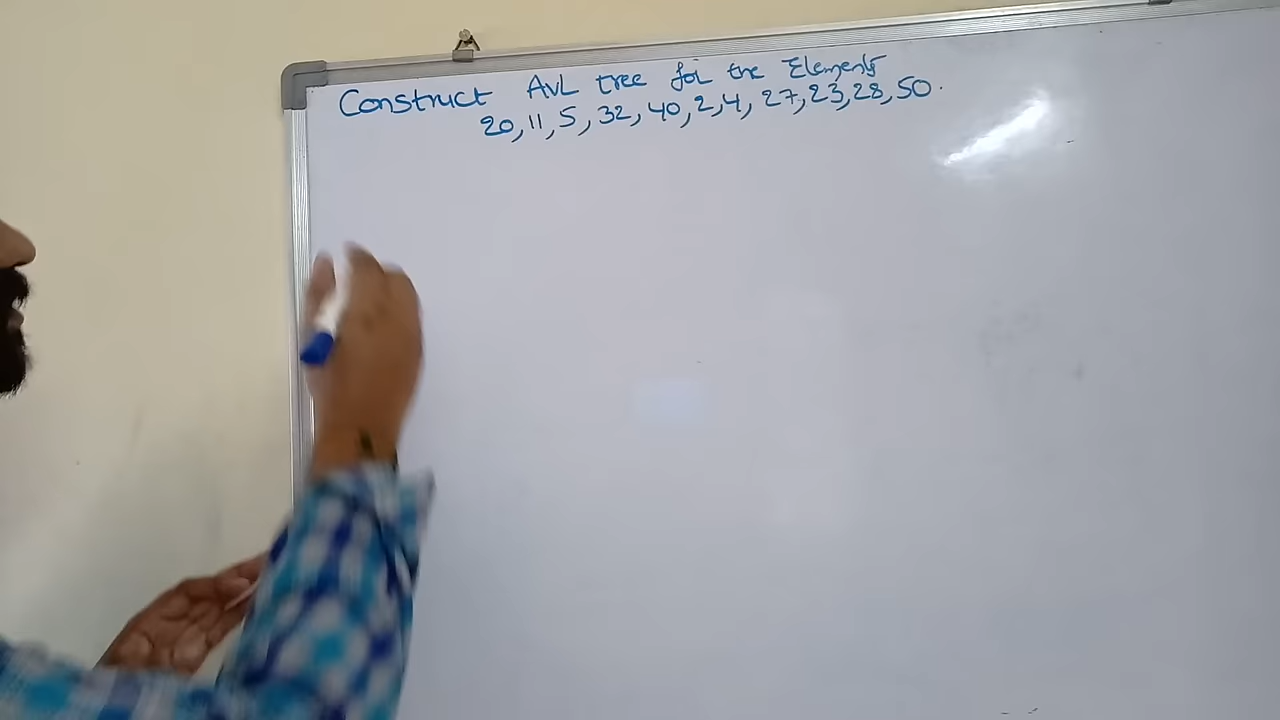 Construct AVL tree for the Elements
20, 11, 5, 32, 40, 2, 4, 27, 23, 28, 50.